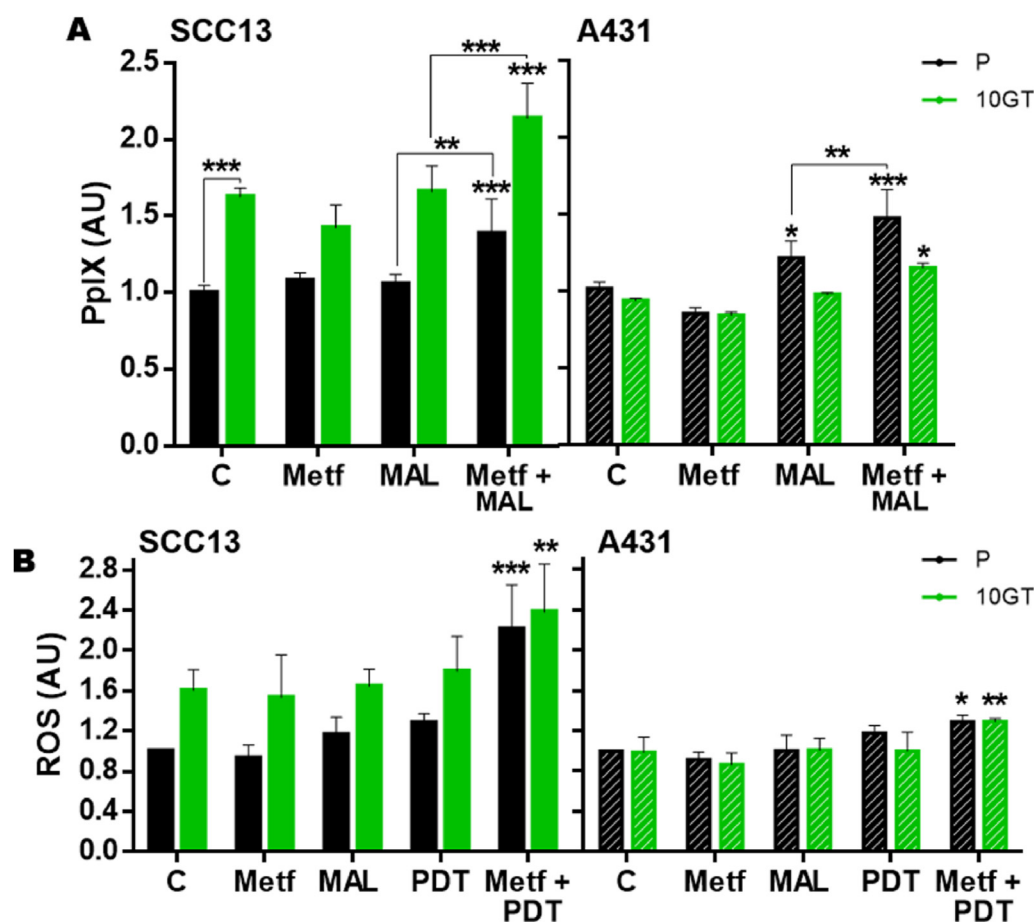 A
SCC13
A431
PpIX (AU)
2.5
2.0
1.5
1.0
0.5
0.0
***
***
***
**
***
**
***
*
*
P
10GT
C
Metf
MAL
Metf +
MAL
C
Metf
MAL
Metf +
MAL
B
SCC13
A431
ROS (AU)
2.8
2.4
2.0
1.6
1.2
0.8
0.4
0.0
***
**
*
**
P
10GT
C
Metf
MAL
PDT
Metf +
PDT
C
Metf
MAL
PDT
Metf +
PDT